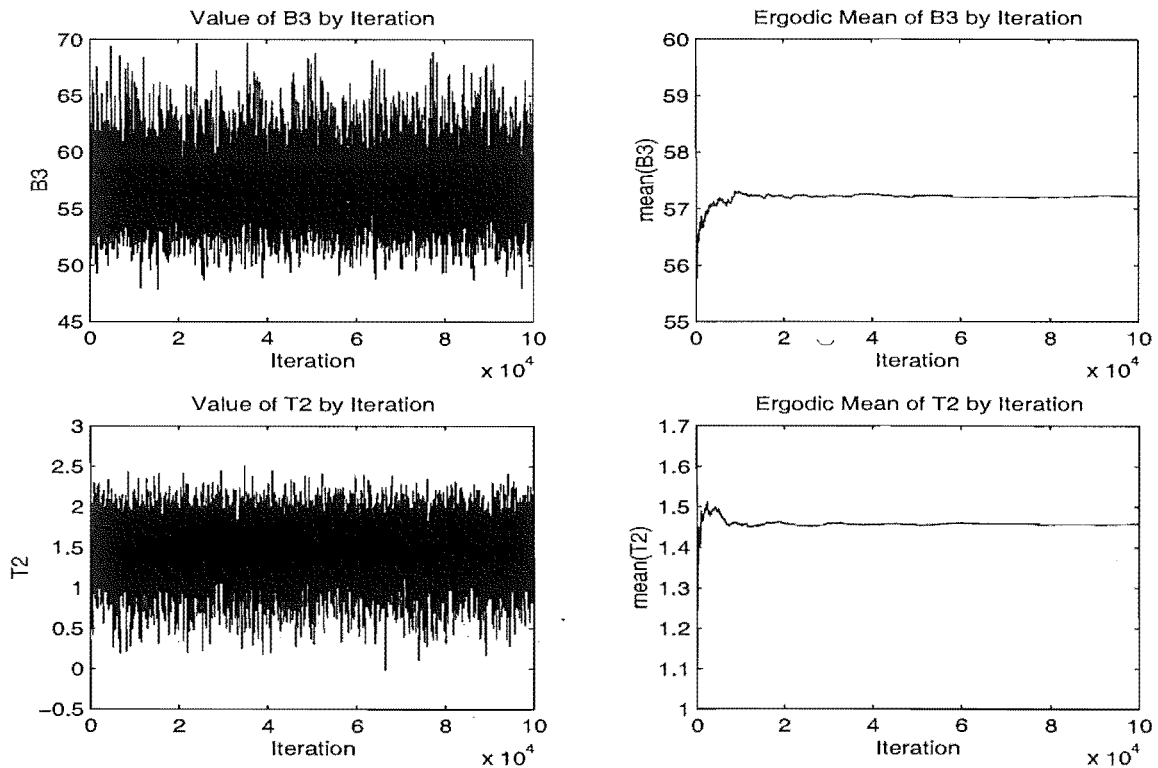 Value of B3 by Iteration
70
65
60
55
50
45
B3
0 2 4 6 8 10
Iteration
x 10^4
Ergodic Mean of B3 by Iteration
60
59
58
57
56
55
mean(B3)
0 2 4 6 8 10
Iteration
x 10^4
Value of T2 by Iteration
3
2.5
2
1.5
1
0.5
0
−0.5
T2
0 2 4 6 8 10
Iteration
x 10^4
Ergodic Mean of T2 by Iteration
1.7
1.6
1.5
1.4
1.3
1.2
1.1
1
mean(T2)
0 2 4 6 8 10
Iteration
x 10^4